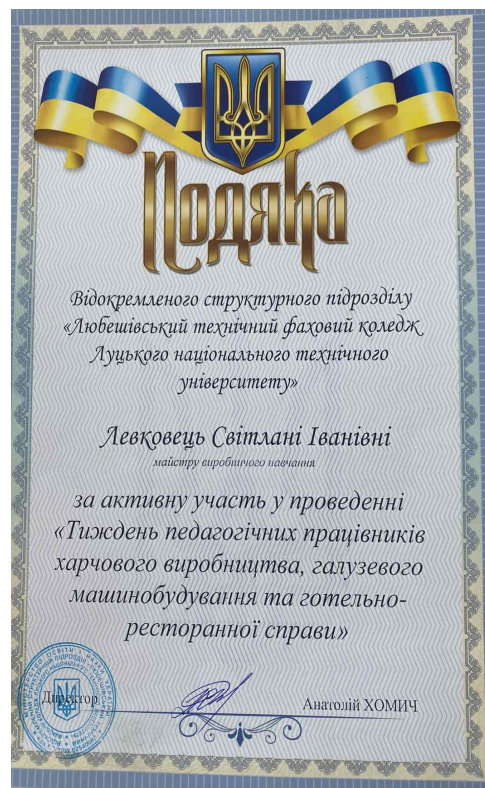 Подяка
Відокремленого структурного підрозділу
«Любешівський технічний фаховий коледж
Луцького національного технічного
університету»
Левковець Світлані Іванівні
майстру виробничого навчання
за активну участь у проведенні
«Тиждень педагогічних працівників
харчового виробництва, галузевого
машинобудування та готельно-
ресторанної справи»
Директор
Анатолій ХОМИЧ